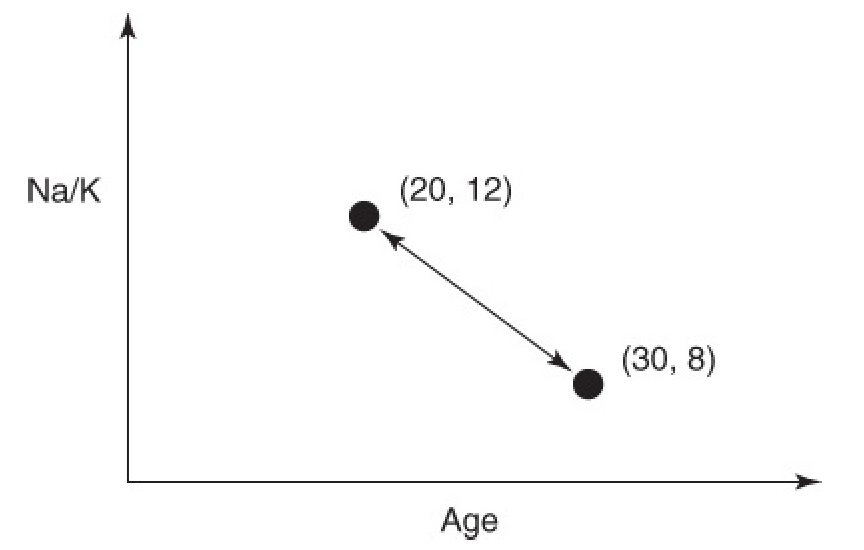 (20, 12)
Na/K
(30, 8)
Age